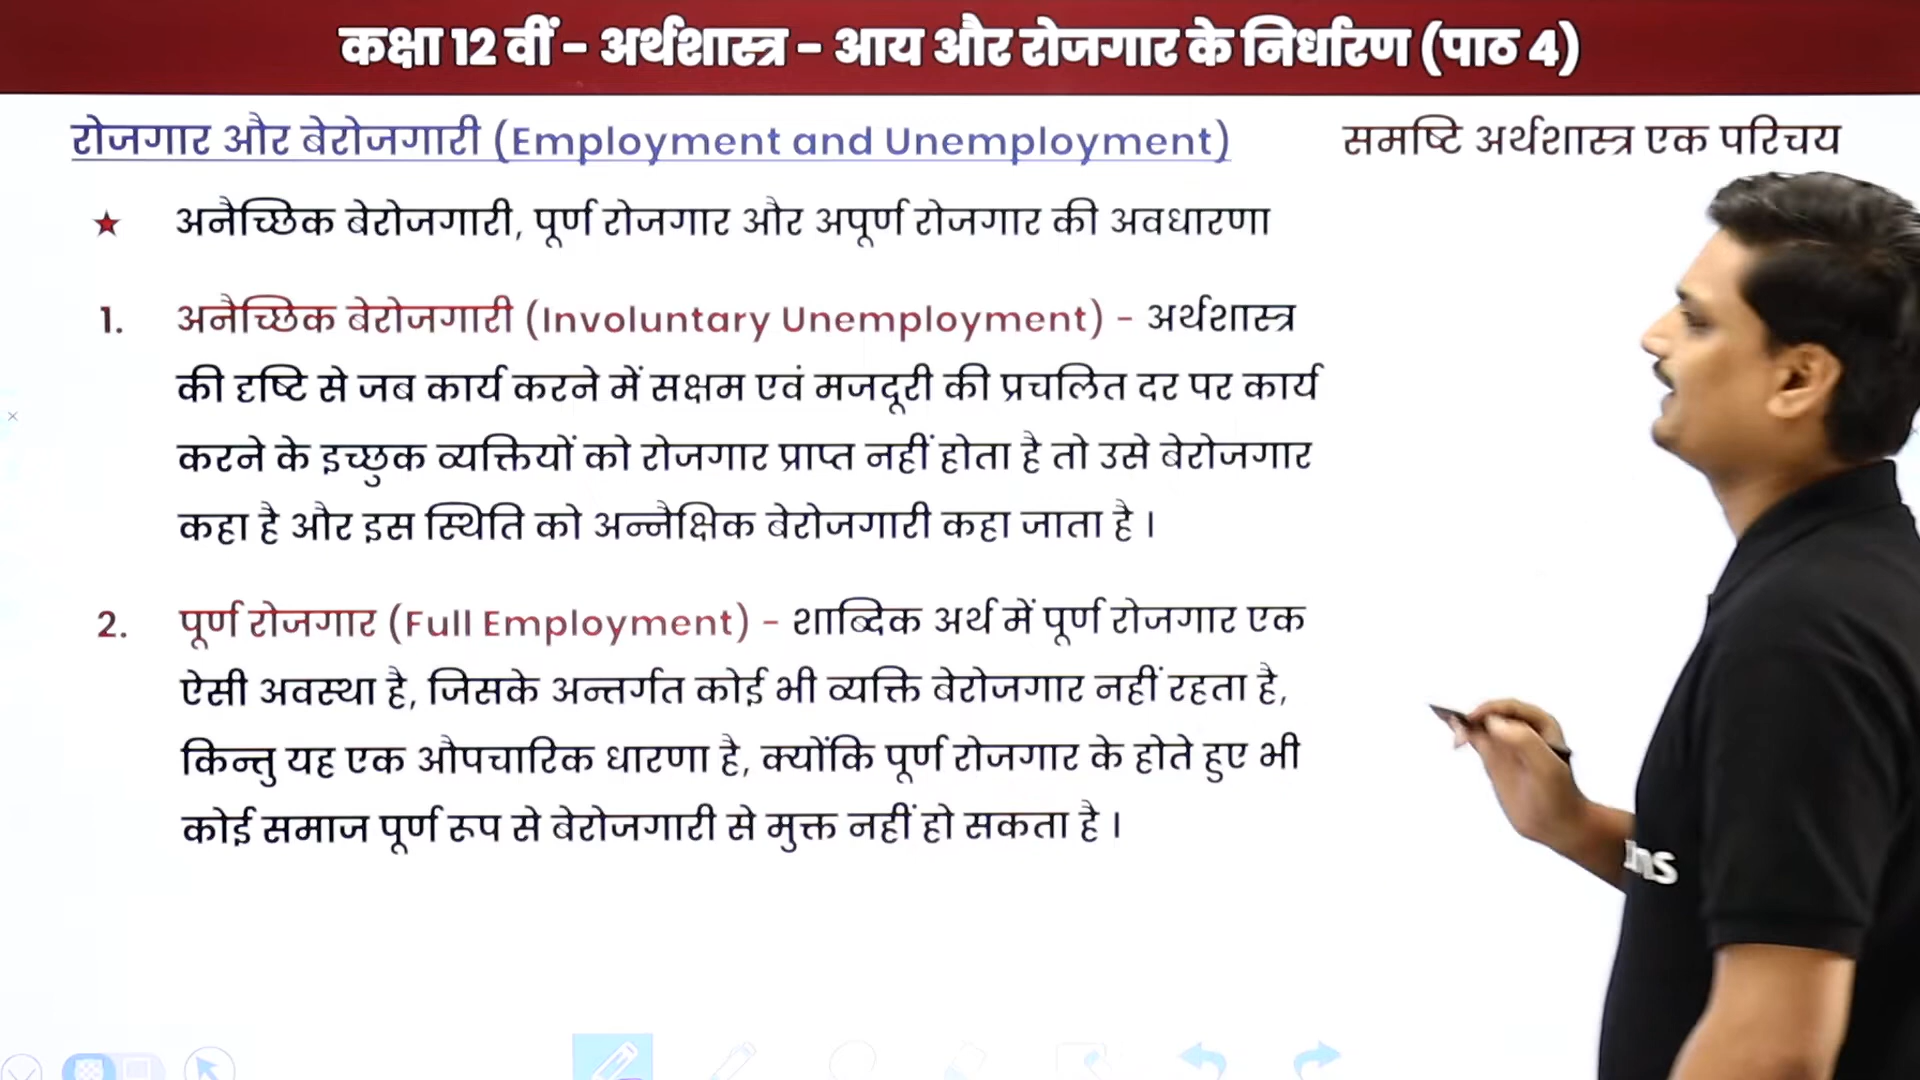 कक्षा 12 वीं - अर्थशास्त्र - आय और रोजगार के निर्धारण (पाठ 4)
रोजगार और बेरोजगारी (Employment and Unemployment)
समष्टि अर्थशास्त्र एक परिचय
★ अनैच्छिक बेरोजगारी, पूर्ण रोजगार और अपूर्ण रोजगार की अवधारणा
1. अनैच्छिक बेरोजगारी (Involuntary Unemployment) - अर्थशास्त्र
की दृष्टि से जब कार्य करने में सक्षम एवं मजदूरी की प्रचलित दर पर कार्य
करने के इच्छुक व्यक्तियों को रोजगार प्राप्त नहीं होता है तो उसे बेरोजगार
कहा है और इस स्थिति को अन्नैक्षिक बेरोजगारी कहा जाता है ।
2. पूर्ण रोजगार (Full Employment) - शाब्दिक अर्थ में पूर्ण रोजगार एक
ऐसी अवस्था है, जिसके अन्तर्गत कोई भी व्यक्ति बेरोजगार नहीं रहता है,
किन्तु यह एक औपचारिक धारणा है, क्योंकि पूर्ण रोजगार के होते हुए भी
कोई समाज पूर्ण रूप से बेरोजगारी से मुक्त नहीं हो सकता है ।